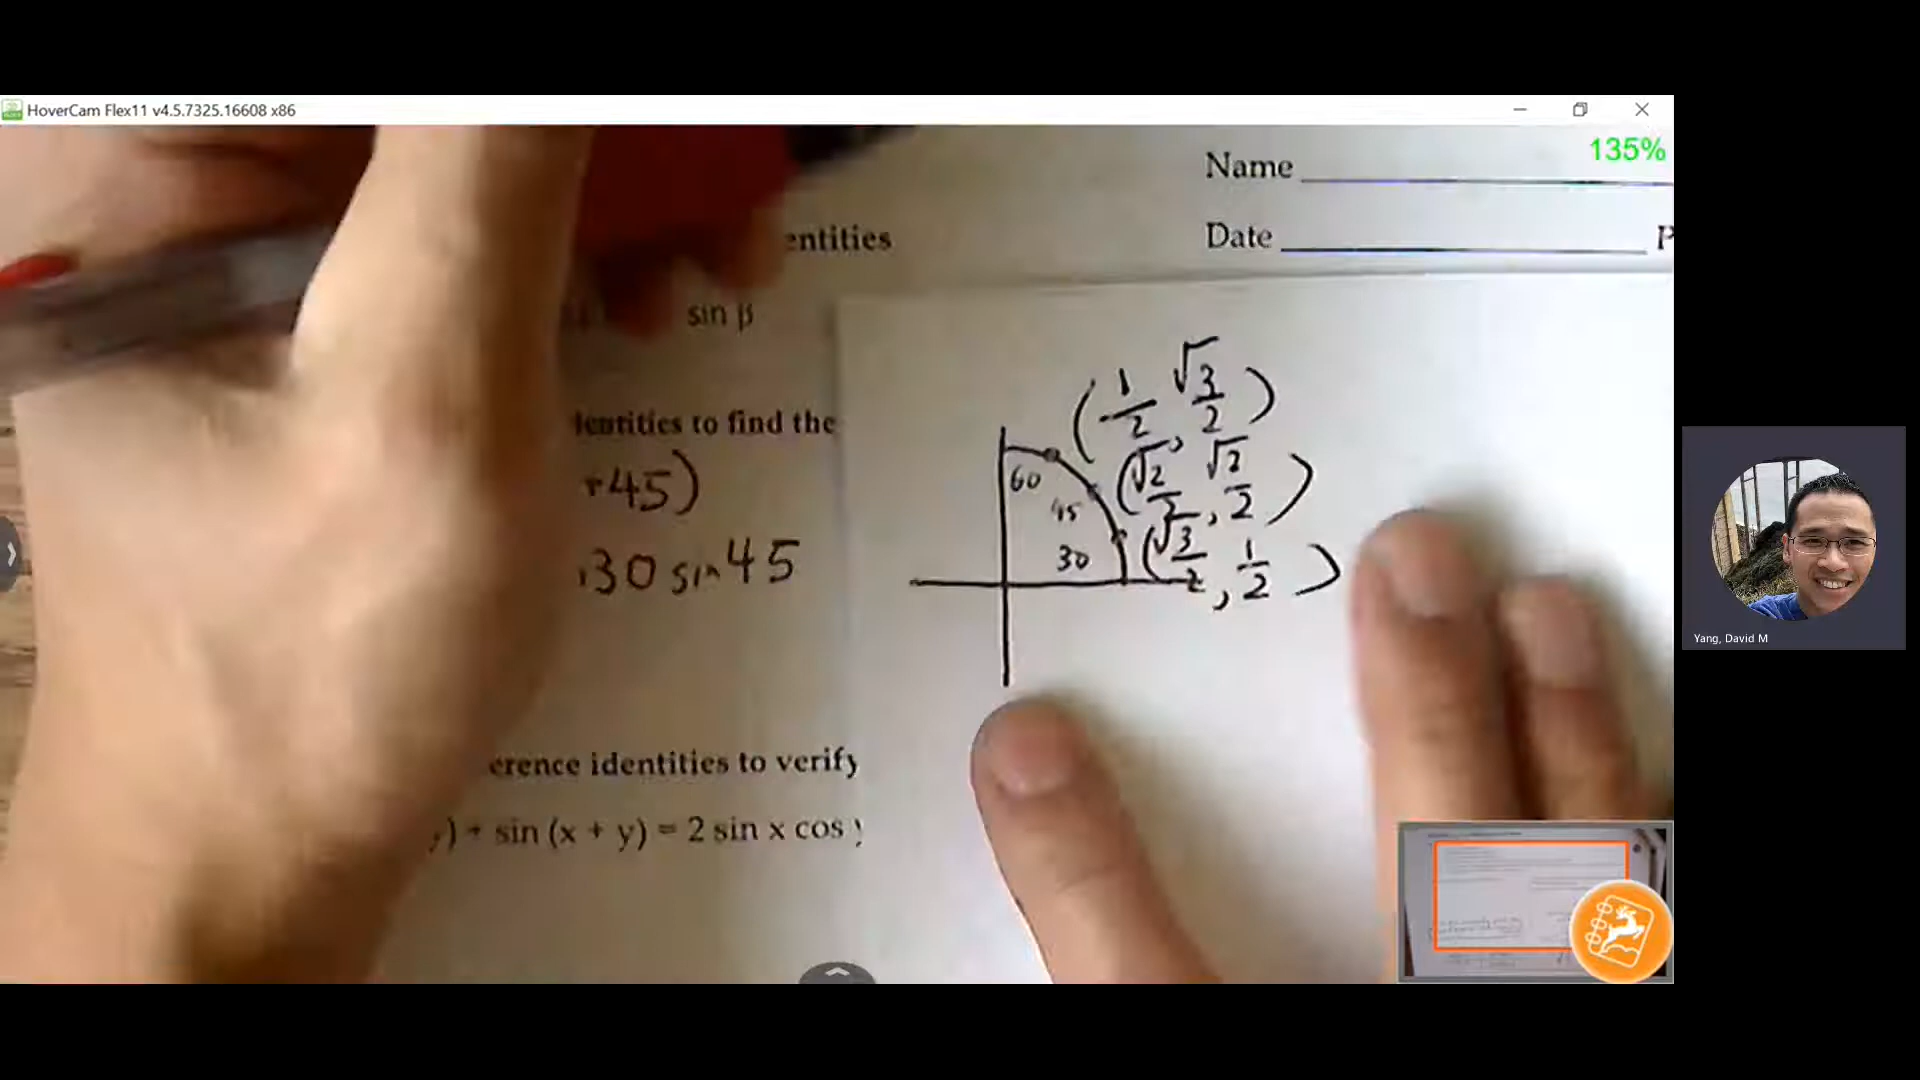 HoverCam Flex11 v4.5.7325.16608 x86
135%
Name
Date P
entities
sin β
identities to find the
+45)
30 sin 45
(1/2, √3/2)
(√2/2, √2/2)
(√3/2, 1/2)
60
45
30
erence identities to verify
y) + sin (x + y) = 2 sin x cos y
Yang, David M